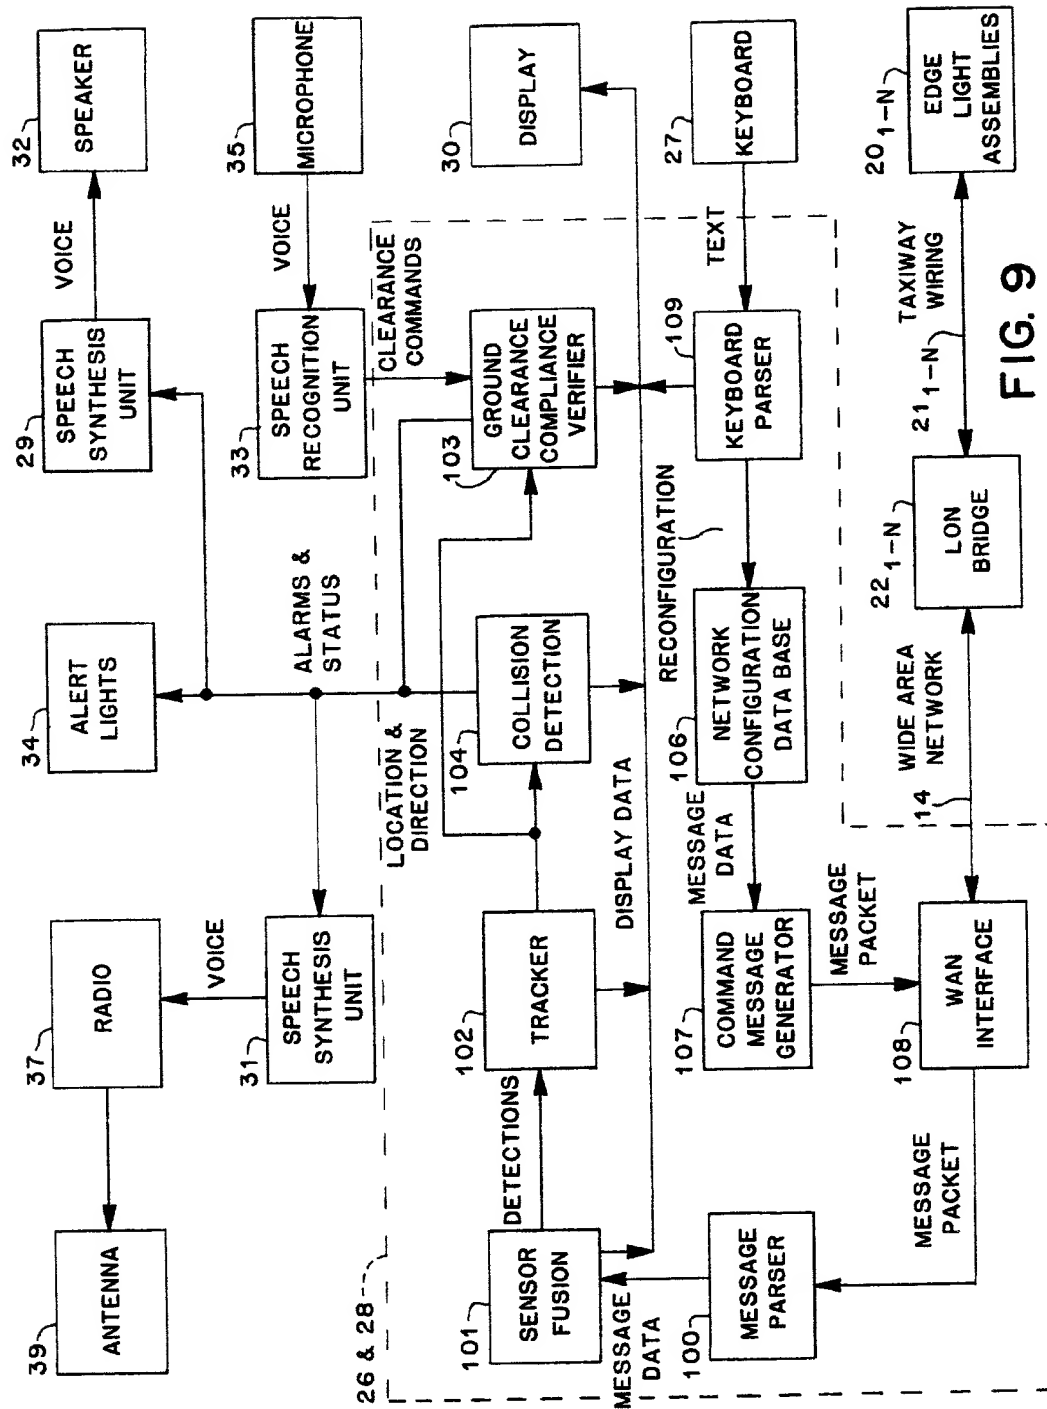 39
ANTENNA
37
RADIO
VOICE
31
SPEECH
SYNTHESIS
UNIT
34
ALERT
LIGHTS
ALARMS &
STATUS
29
SPEECH
SYNTHESIS
UNIT
VOICE
32
SPEAKER
33
SPEECH
RECOGNITION
UNIT
VOICE
35
MICROPHONE
26 & 28
LOCATION &
DIRECTION
CLEARANCE
COMMANDS
101
SENSOR
FUSION
DETECTIONS
102
TRACKER
104
COLLISION
DETECTION
103
GROUND
CLEARANCE
COMPLIANCE
VERIFIER
30
DISPLAY
MESSAGE
DATA
DISPLAY DATA
100
MESSAGE
PARSER
107
COMMAND
MESSAGE
GENERATOR
MESSAGE
DATA
106
NETWORK
CONFIGURATION
DATA BASE
RECONFIGURATION
109
KEYBOARD
PARSER
TEXT
27
KEYBOARD
MESSAGE
PACKET
MESSAGE
PACKET
108
WAN
INTERFACE
14
WIDE AREA
NETWORK
22 1-N
LON
BRIDGE
21 1-N
TAXIWAY
WIRING
20 1-N
EDGE
LIGHT
ASSEMBLIES
FIG. 9